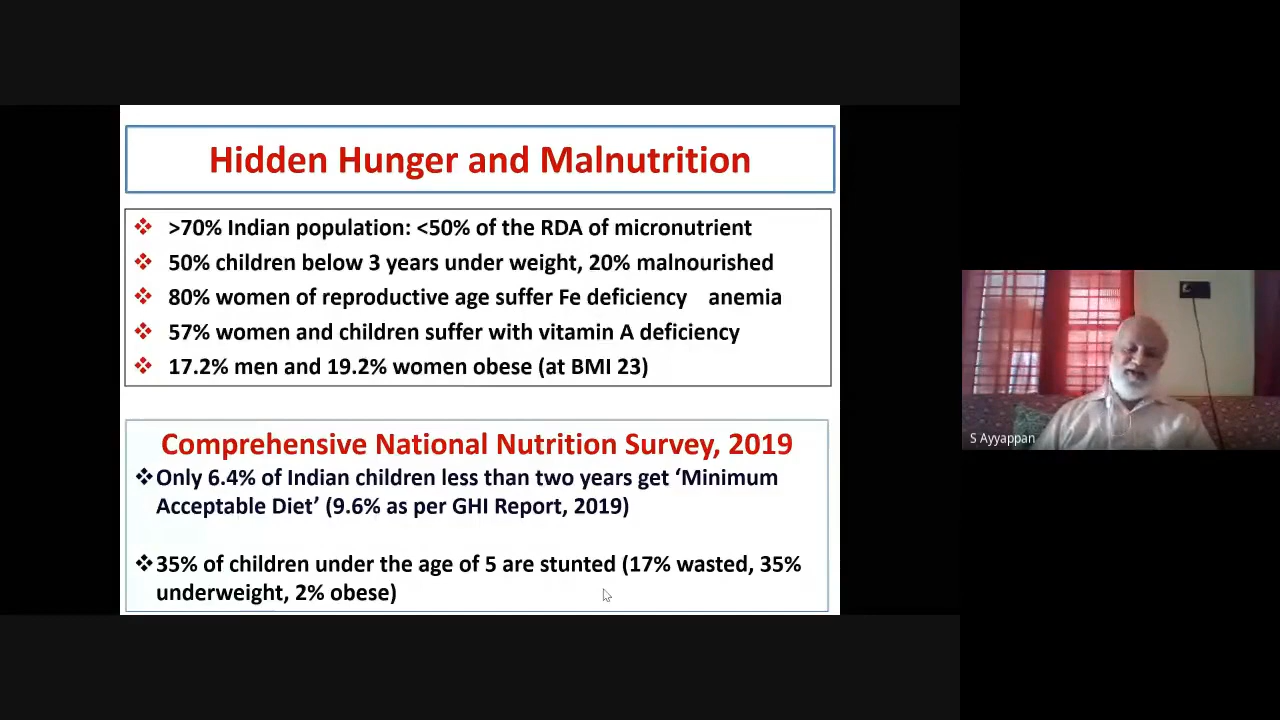 Hidden Hunger and Malnutrition
❖ >70% Indian population: <50% of the RDA of micronutrient
❖ 50% children below 3 years under weight, 20% malnourished
❖ 80% women of reproductive age suffer Fe deficiency anemia
❖ 57% women and children suffer with vitamin A deficiency
❖ 17.2% men and 19.2% women obese (at BMI 23)
Comprehensive National Nutrition Survey, 2019
❖Only 6.4% of Indian children less than two years get ‘Minimum
Acceptable Diet’ (9.6% as per GHI Report, 2019)
❖35% of children under the age of 5 are stunted (17% wasted, 35%
underweight, 2% obese)
S Ayyappan